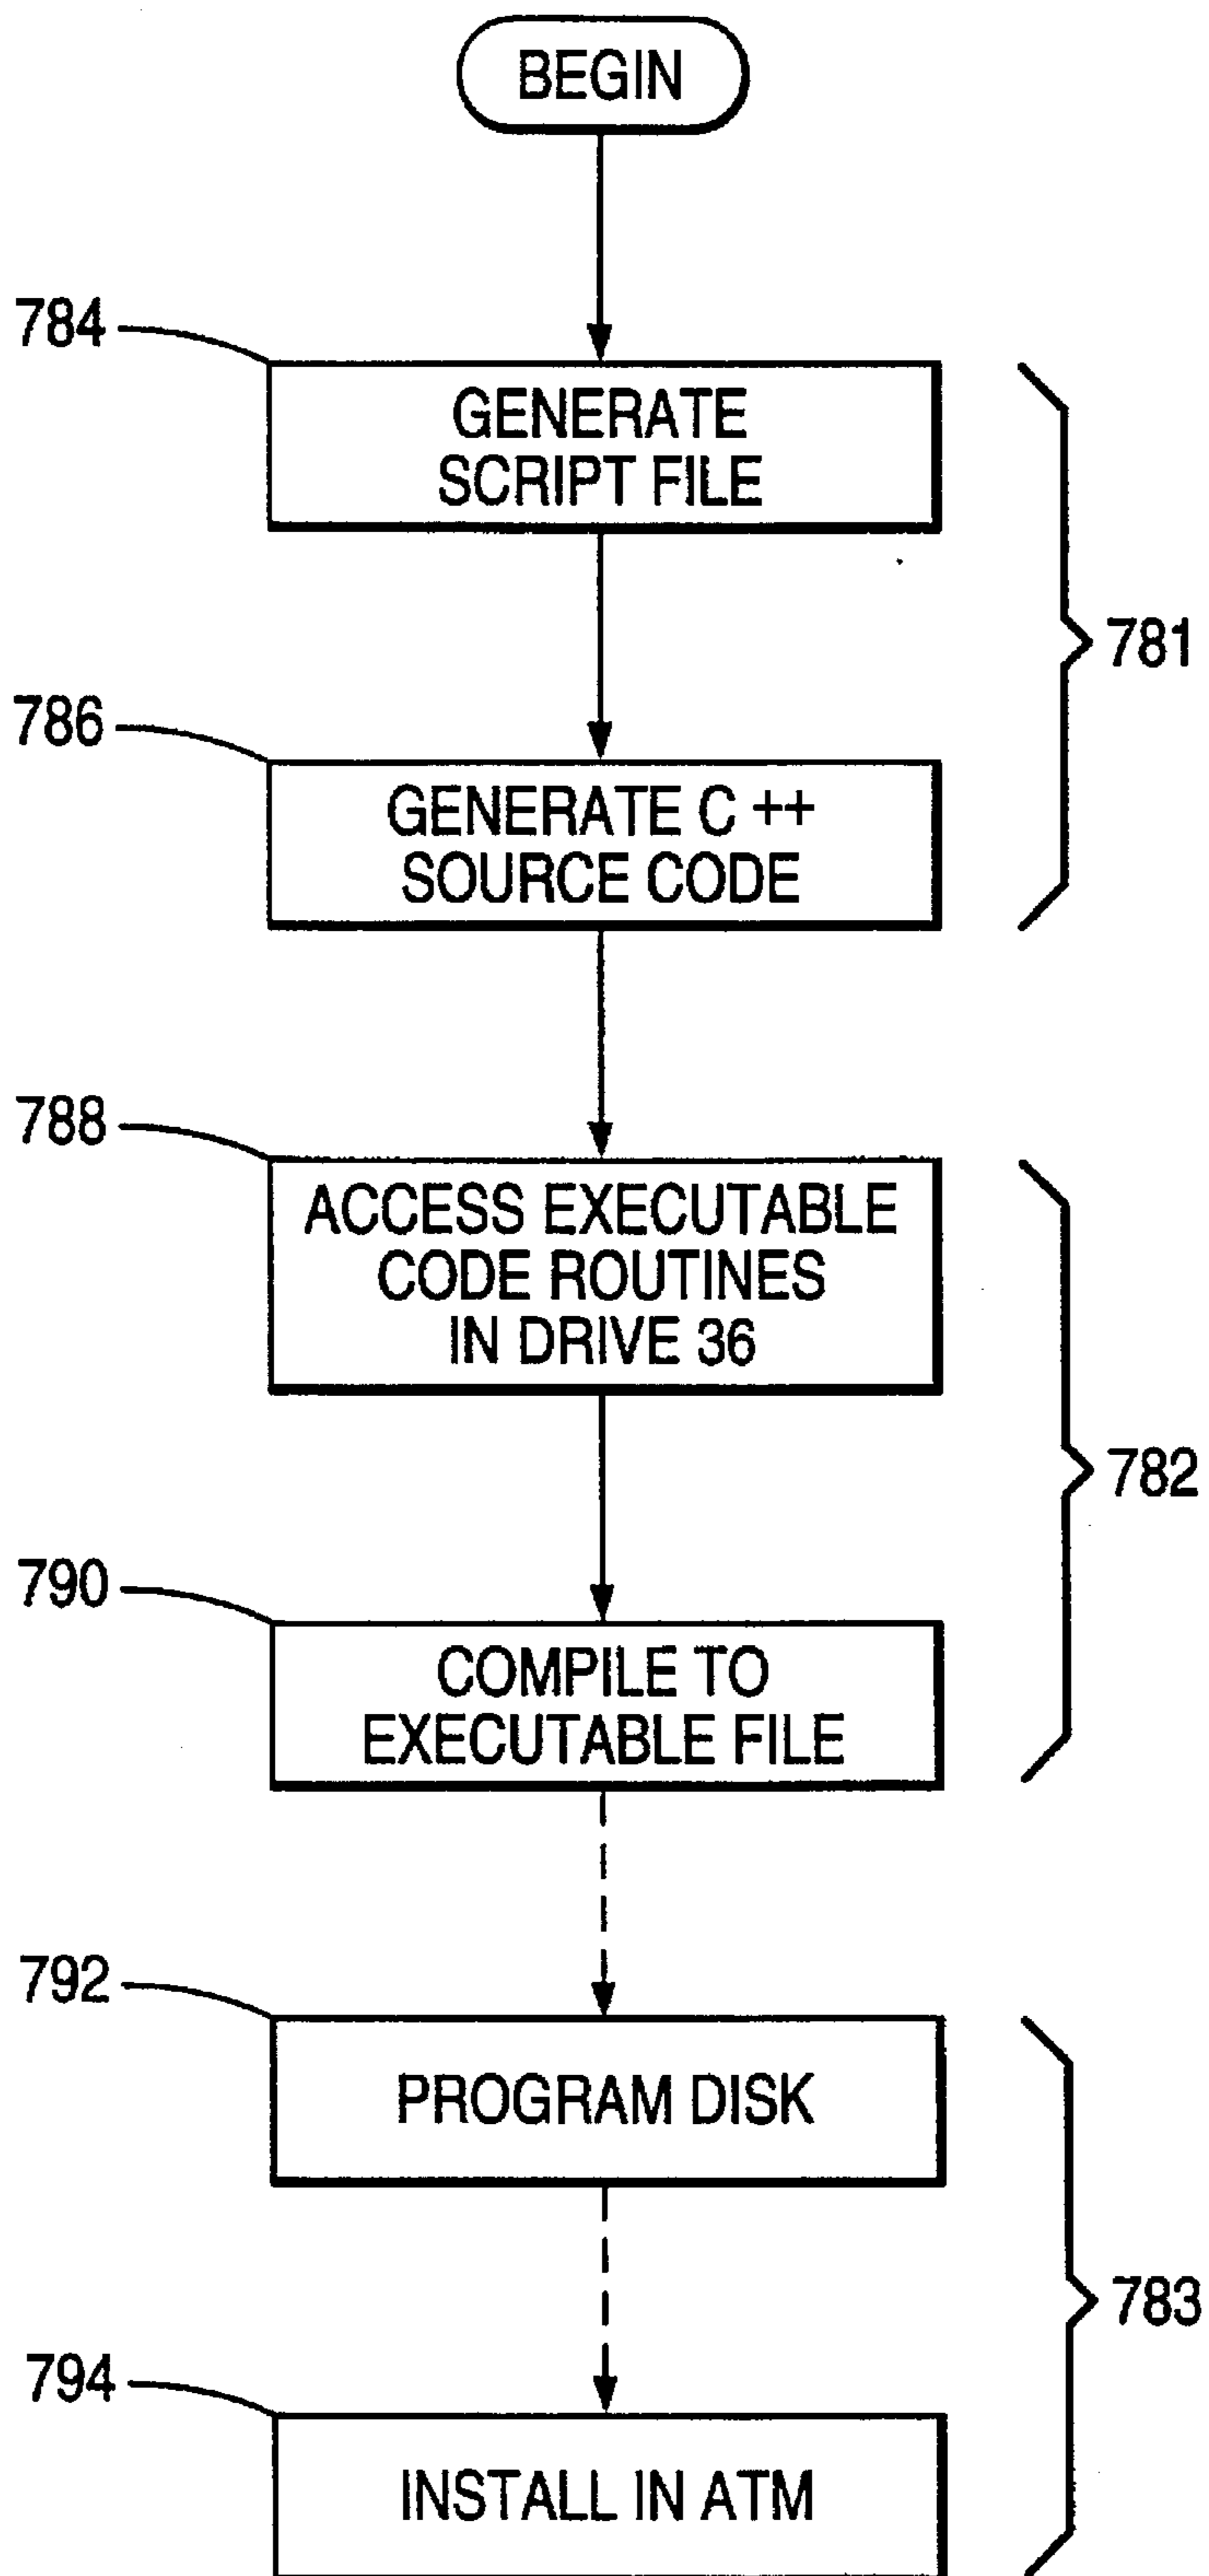 BEGIN
784
GENERATE
SCRIPT FILE
781
786
GENERATE C ++
SOURCE CODE
788
ACCESS EXECUTABLE
CODE ROUTINES
IN DRIVE 36
782
790
COMPILE TO
EXECUTABLE FILE
792
PROGRAM DISK
783
794
INSTALL IN ATM